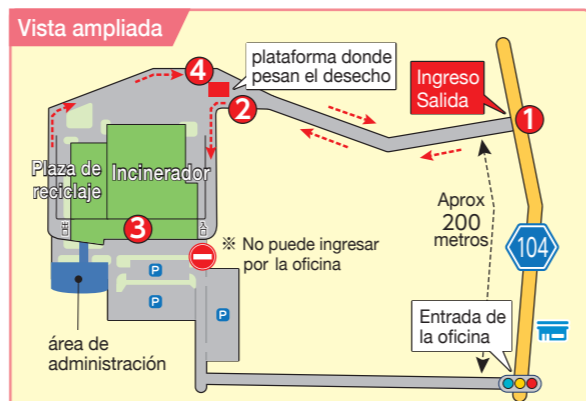 Vista ampliada
4
plataforma donde
pesan el desecho
Ingreso
Salida
2
1
Plaza de
reciclaje
Incinerador
Aprox
200
metros
104
3
※ No puede ingresar
por la oficina
P
P
P
Entrada de
la oficina
área de
administración